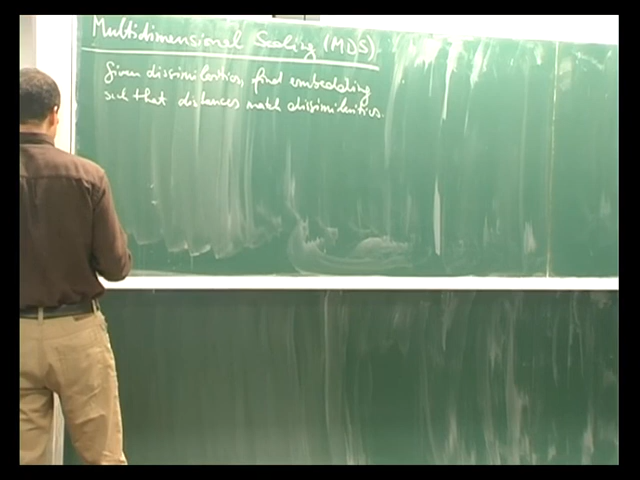 Multidimensional Scaling (MDS)
given dissimilarities, find embedding
such that distances match dissimilarities.